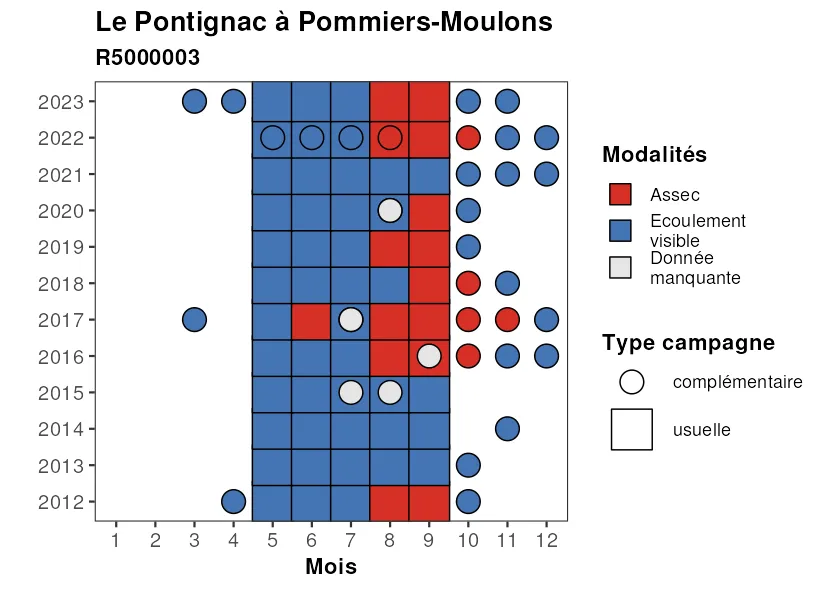 Le Pontignac à Pommiers-Moulons
R5000003
2023
2022
2021
2020
2019
2018
2017
2016
2015
2014
2013
2012
1 2 3 4 5 6 7 8 9 10 11 12
Mois
Modalités
Assec
Ecoulement
visible
Donnée
manquante
Type campagne
complémentaire
usuelle